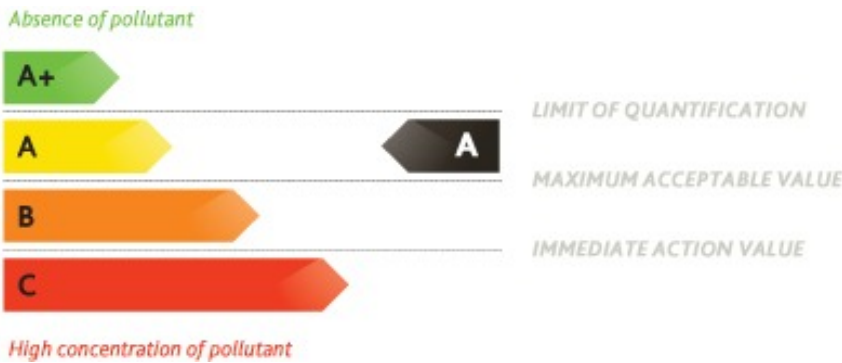 Absence of pollutant
A+
LIMIT OF QUANTIFICATION
A
A
MAXIMUM ACCEPTABLE VALUE
B
IMMEDIATE ACTION VALUE
C
High concentration of pollutant